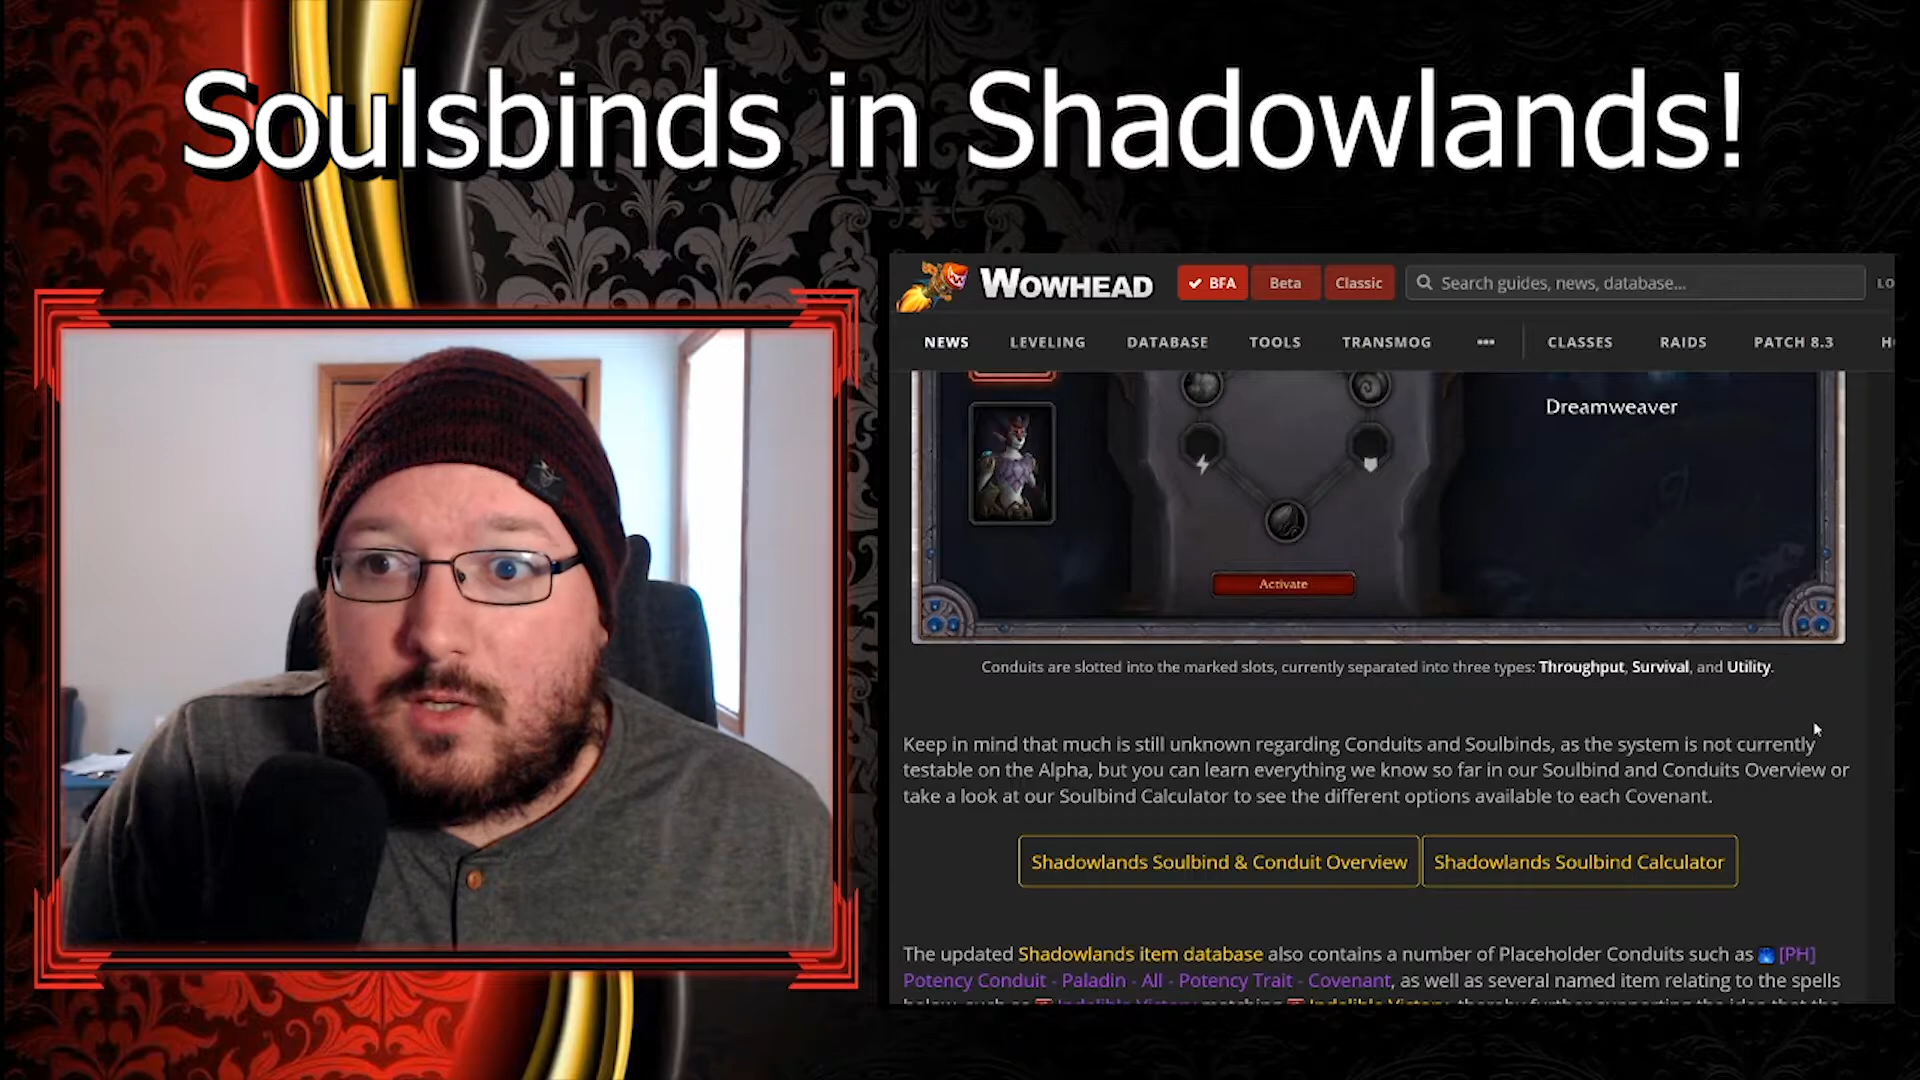 Soulsbinds in Shadowlands!
WOWHEAD
BFA
Beta
Classic
Search guides, news, database...
LO
NEWS
LEVELING
DATABASE
TOOLS
TRANSMOG
•••
CLASSES
RAIDS
PATCH 8.3
H
Dreamweaver
Activate
Conduits are slotted into the marked slots, currently separated into three types: Throughput, Survival, and Utility.
Keep in mind that much is still unknown regarding Conduits and Soulbinds, as the system is not currently
testable on the Alpha, but you can learn everything we know so far in our Soulbind and Conduits Overview or
take a look at our Soulbind Calculator to see the different options available to each Covenant.
Shadowlands Soulbind & Conduit Overview
Shadowlands Soulbind Calculator
The updated Shadowlands item database also contains a number of Placeholder Conduits such as [PH]
Potency Conduit - Paladin - All - Potency Trait - Covenant, as well as several named item relating to the spells